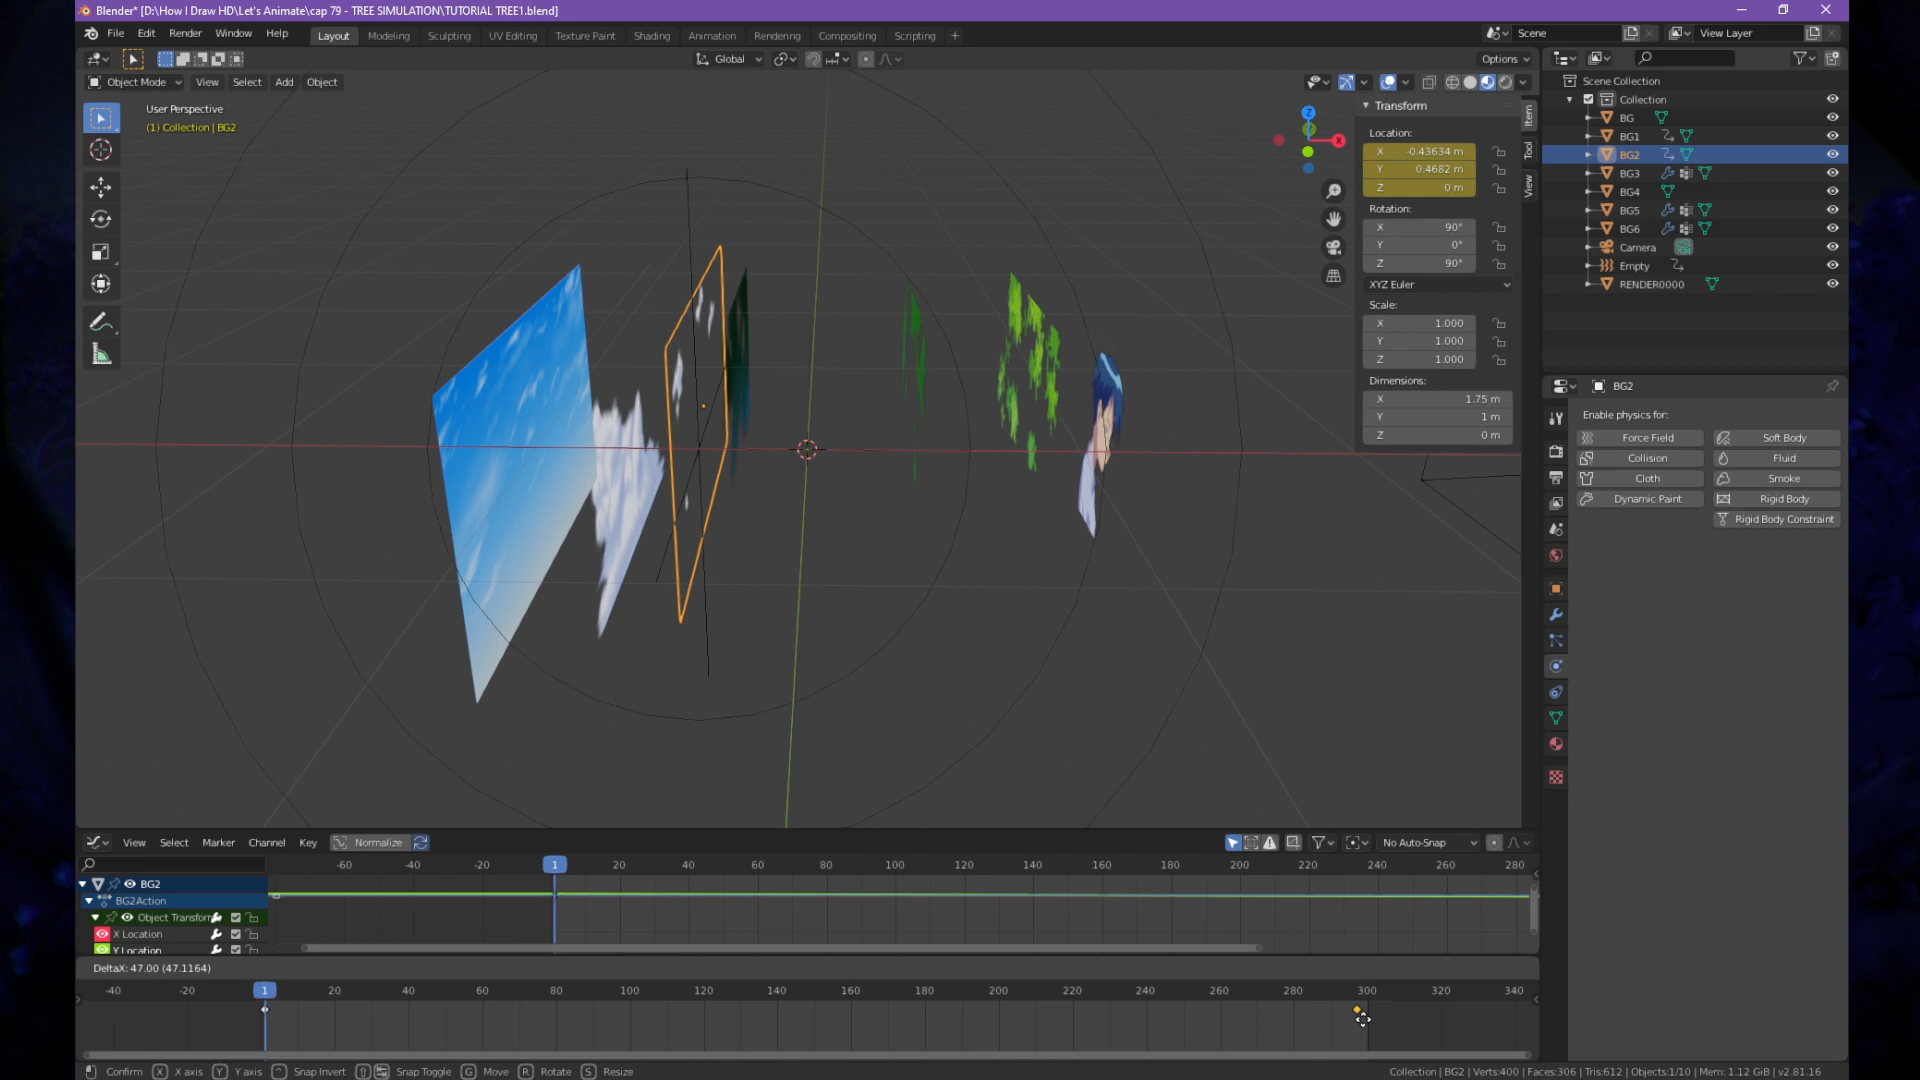 Blender* [D:\How I Draw HD\Let's Animate\cap 79 - TREE SIMULATION\TUTORIAL TREE1.blend]
File Edit Render Window Help Layout Modeling Sculpting UV Editing Texture Paint Shading Animation Rendering Compositing Scripting + Scene View Layer
Global Options
Object Mode View Select Add Object
User Perspective
(1) Collection | BG2
Z
X
Transform
Location:
X -0.43634 m
Y 0.4682 m
Z 0 m
Rotation:
X 90°
Y 0°
Z 90°
XYZ Euler
Scale:
X 1.000
Y 1.000
Z 1.000
Dimensions:
X 1.75 m
Y 1 m
Z 0 m
Item
Tool
View
Scene Collection
Collection
BG
BG1
BG2
BG3
BG4
BG5
BG6
Camera
Empty
RENDER0000
BG2
Enable physics for:
Force Field Soft Body
Collision Fluid
Cloth Smoke
Dynamic Paint Rigid Body
Rigid Body Constraint
View Select Marker Channel Key Normalize No Auto-Snap
-60 -40 -20 1 20 40 60 80 100 120 140 160 180 200 220 240 260 280
BG2
BG2Action
Object Transform
X Location
Y Location
DeltaX: 47.00 (47.1164)
-40 -20 1 20 40 60 80 100 120 140 160 180 200 220 240 260 280 300 320 340
Confirm X X axis Y Y axis Snap Invert Snap Toggle G Move R Rotate S Resize
Collection | BG2 | Verts:400 | Faces:306 | Tris:612 | Objects:1/10 | Mem: 1.12 GiB | v2.81.16